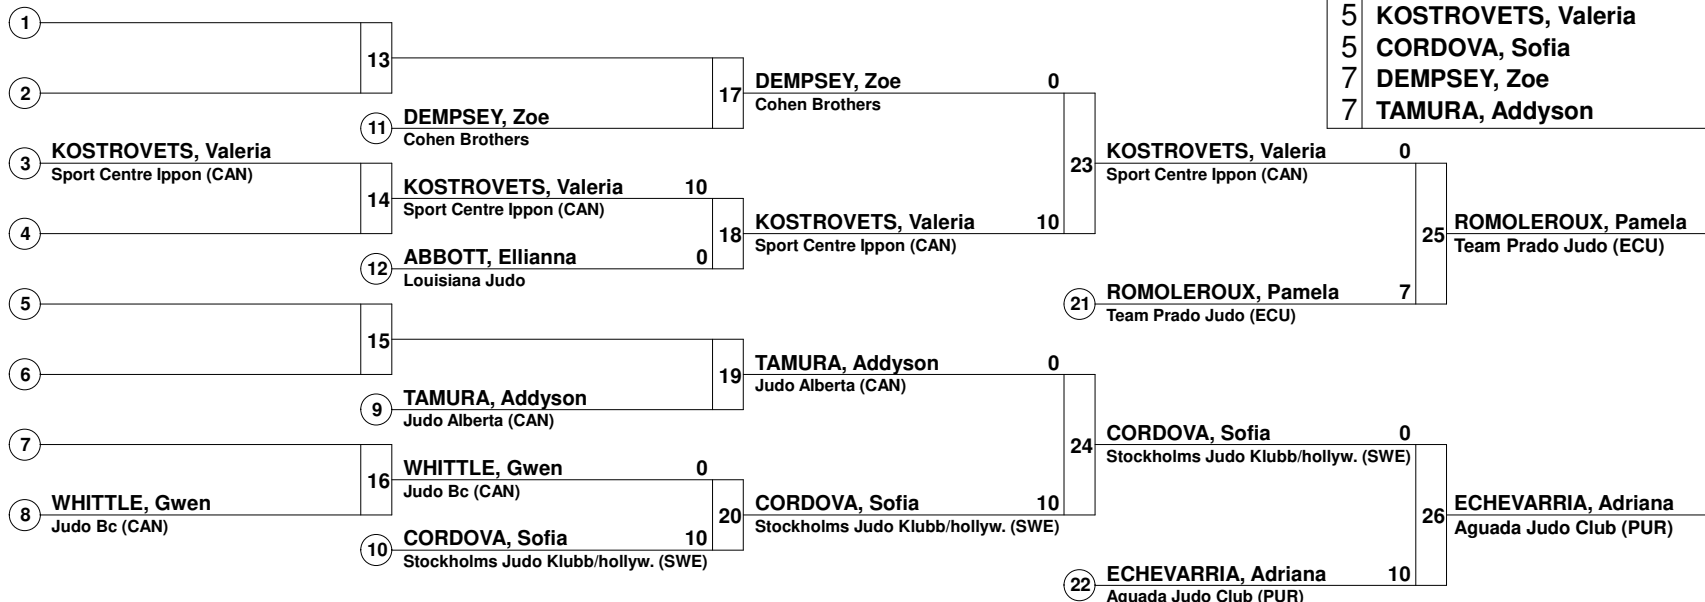 1
13
2
11
DEMPSEY, Zoe
Cohen Brothers
17
DEMPSEY, Zoe 0
Cohen Brothers
3
KOSTROVETS, Valeria
Sport Centre Ippon (CAN)
14
4
KOSTROVETS, Valeria 10
Sport Centre Ippon (CAN)
12
ABBOTT, Ellianna 0
Louisiana Judo
18
KOSTROVETS, Valeria 10
Sport Centre Ippon (CAN)
23
KOSTROVETS, Valeria 0
Sport Centre Ippon (CAN)
21
ROMOLEROUX, Pamela 7
Team Prado Judo (ECU)
25
ROMOLEROUX, Pamela
Team Prado Judo (ECU)
5
15
6
9
TAMURA, Addyson
Judo Alberta (CAN)
19
TAMURA, Addyson 0
Judo Alberta (CAN)
7
16
8
WHITTLE, Gwen
Judo Bc (CAN)
WHITTLE, Gwen 0
Judo Bc (CAN)
10
CORDOVA, Sofia 10
Stockholms Judo Klubb/hollyw. (SWE)
20
CORDOVA, Sofia 10
Stockholms Judo Klubb/hollyw. (SWE)
24
CORDOVA, Sofia 0
Stockholms Judo Klubb/hollyw. (SWE)
22
ECHEVARRIA, Adriana 10
Aguada Judo Club (PUR)
26
ECHEVARRIA, Adriana
Aguada Judo Club (PUR)
5 KOSTROVETS, Valeria
5 CORDOVA, Sofia
7 DEMPSEY, Zoe
7 TAMURA, Addyson